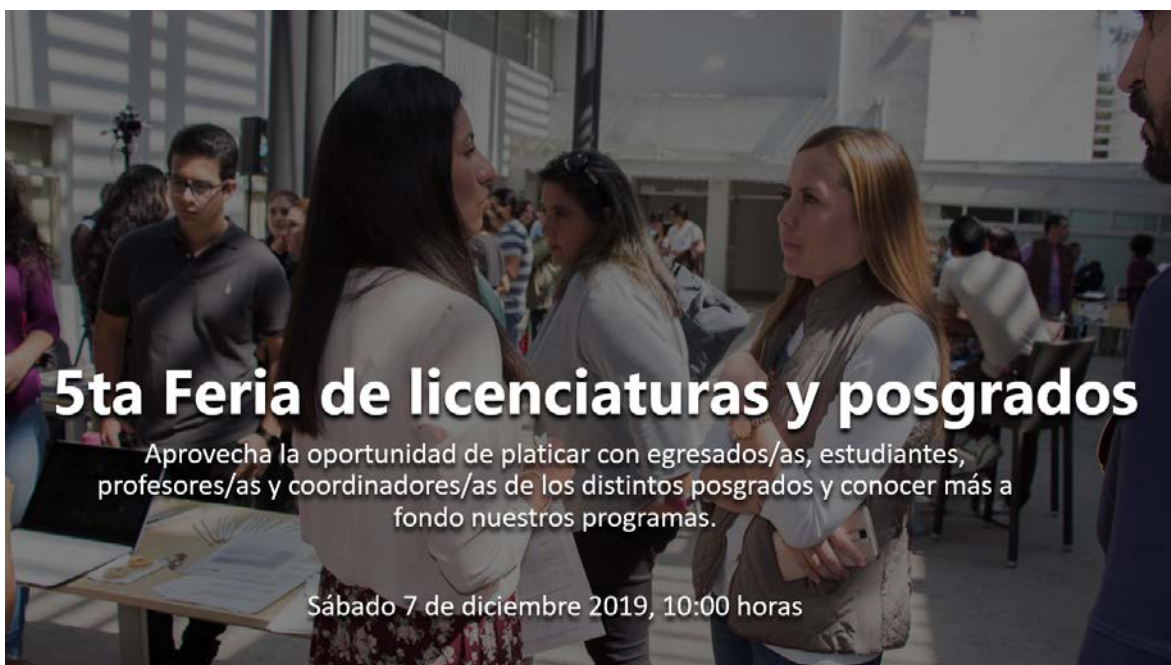 5ta Feria de licenciaturas y posgrados
Aprovecha la oportunidad de platicar con egresados/as, estudiantes,
profesores/as y coordinadores/as de los distintos posgrados y conocer más a
fondo nuestros programas.
Sábado 7 de diciembre 2019, 10:00 horas